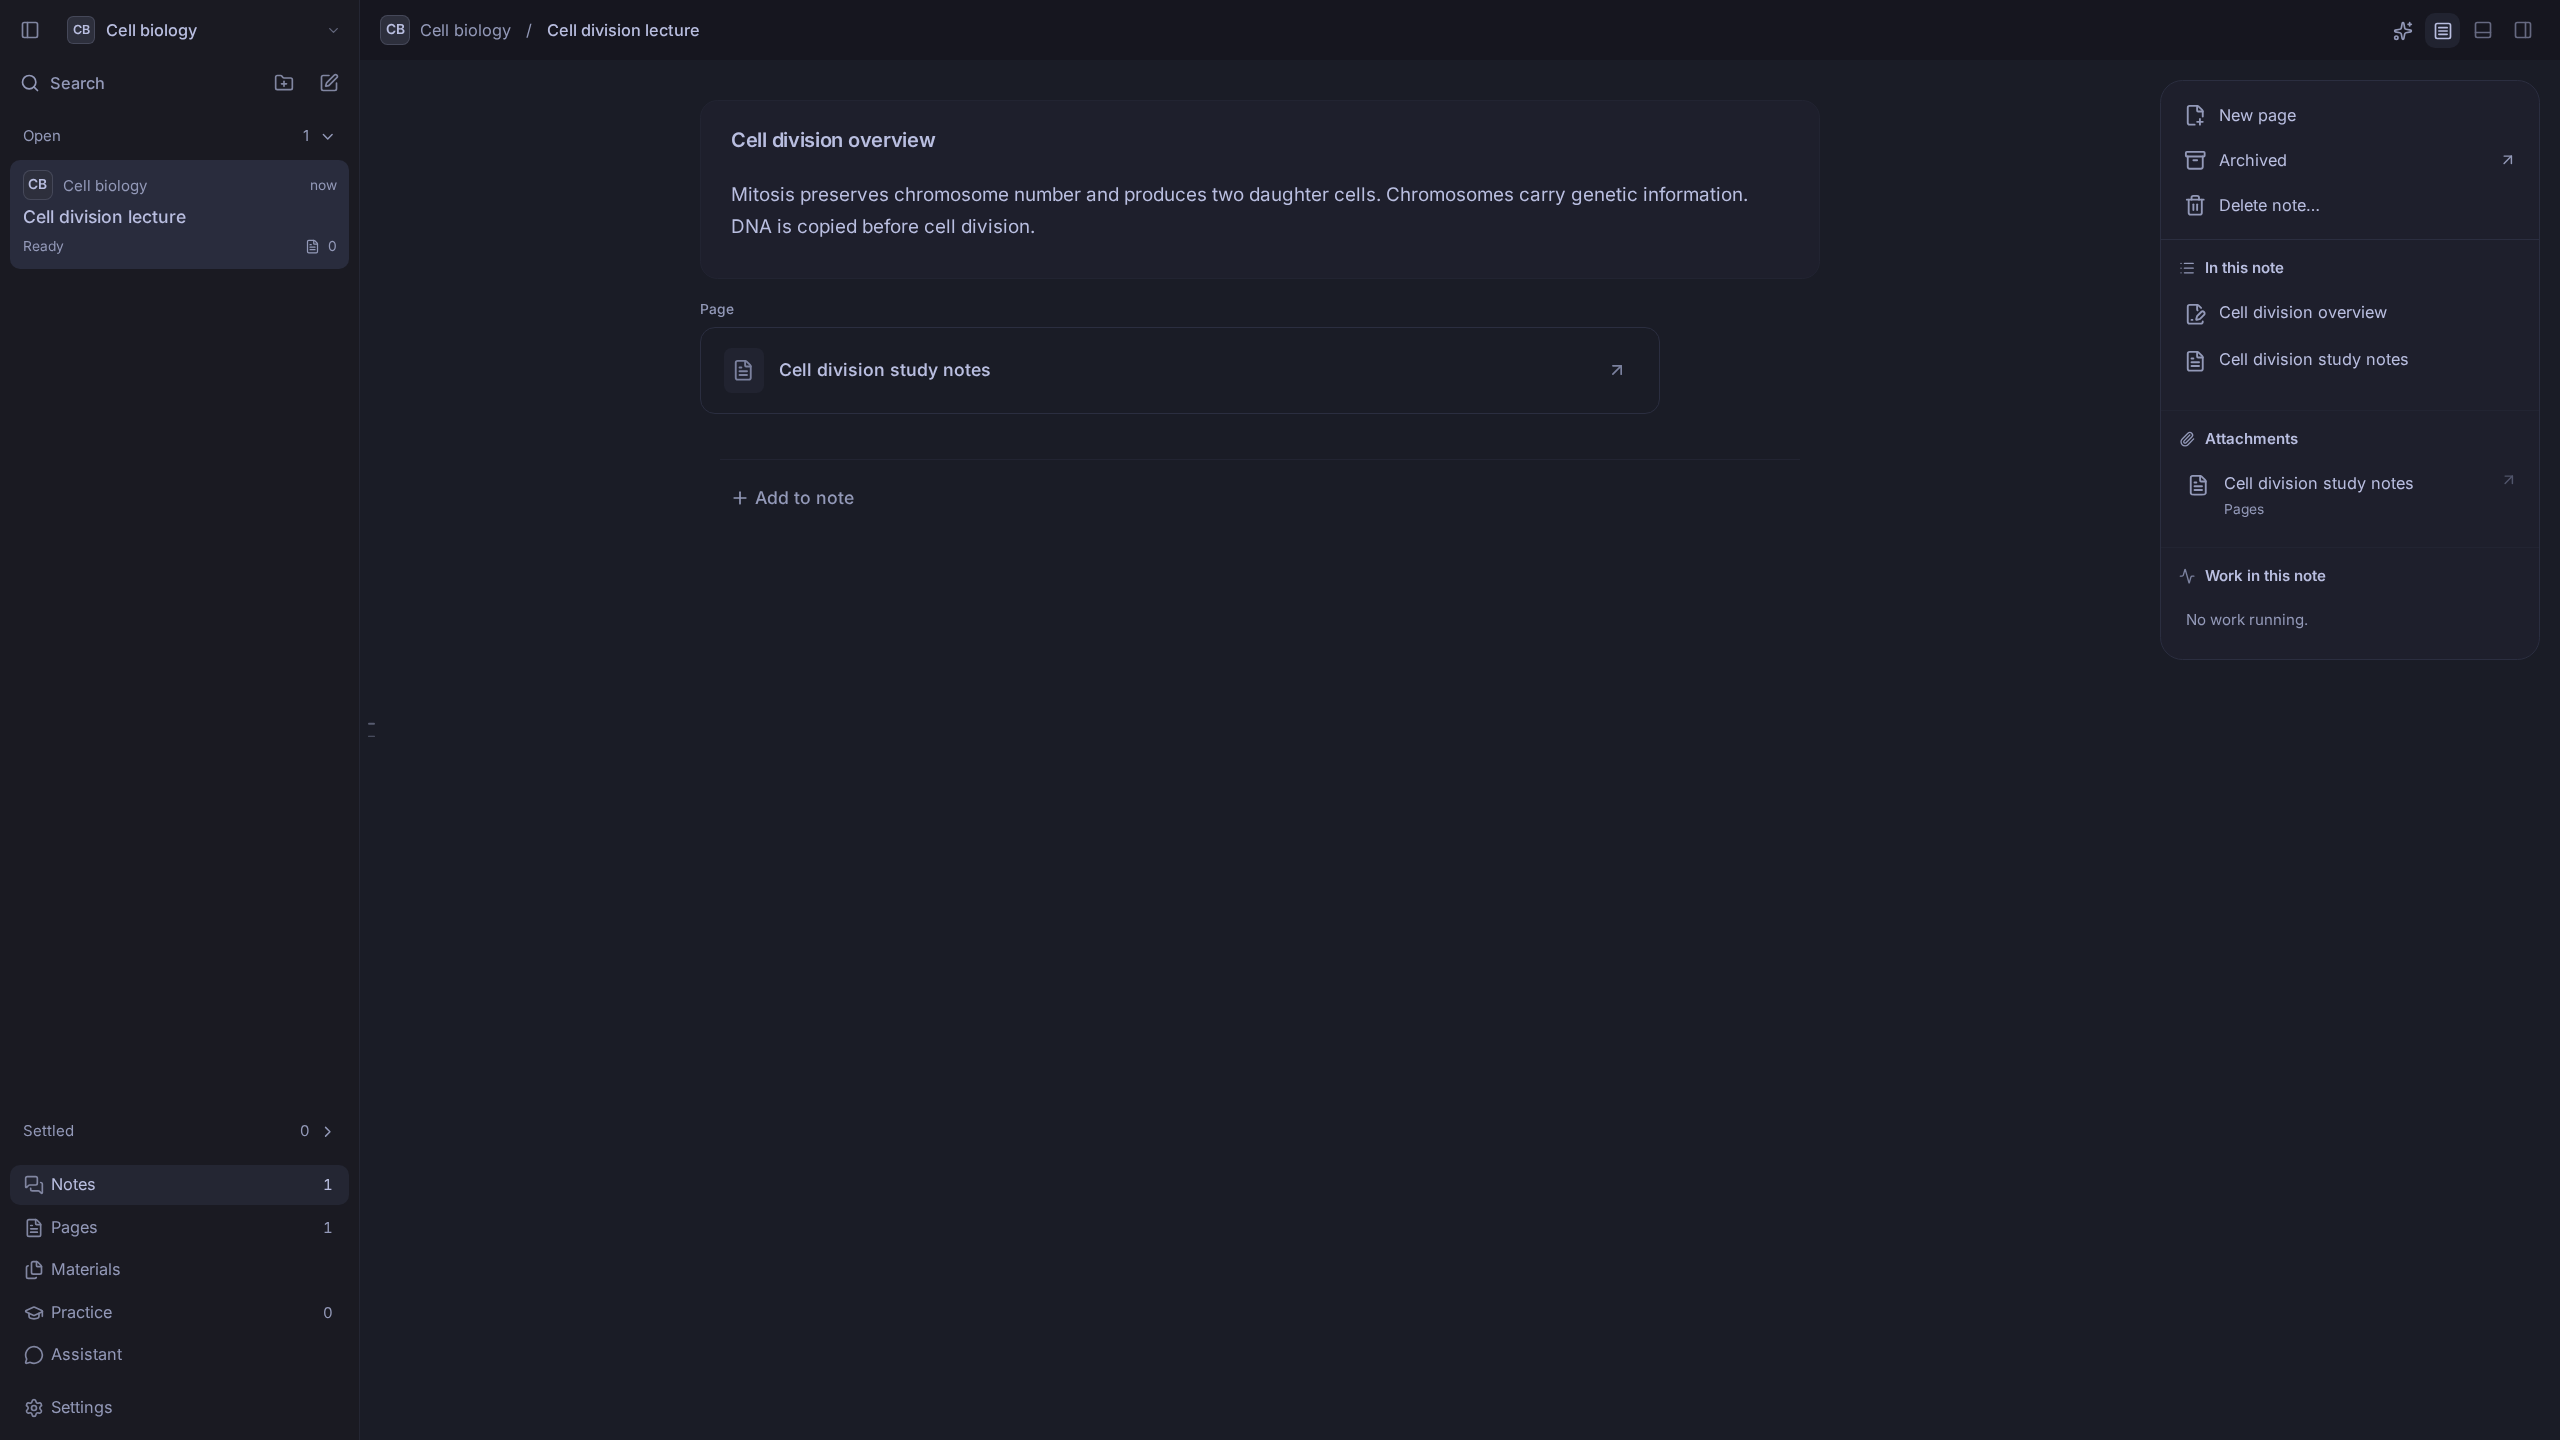 CB Cell biology
Search
Open 1
CB Cell biology now
Cell division lecture
Ready 0
Settled 0
Notes 1
Pages 1
Materials
Practice 0
Assistant
Settings
CB Cell biology / Cell division lecture
Cell division overview
Mitosis preserves chromosome number and produces two daughter cells. Chromosomes carry genetic information.
DNA is copied before cell division.
Page
Cell division study notes
Add to note
New page
Archived
Delete note...
In this note
Cell division overview
Cell division study notes
Attachments
Cell division study notes
Pages
Work in this note
No work running.